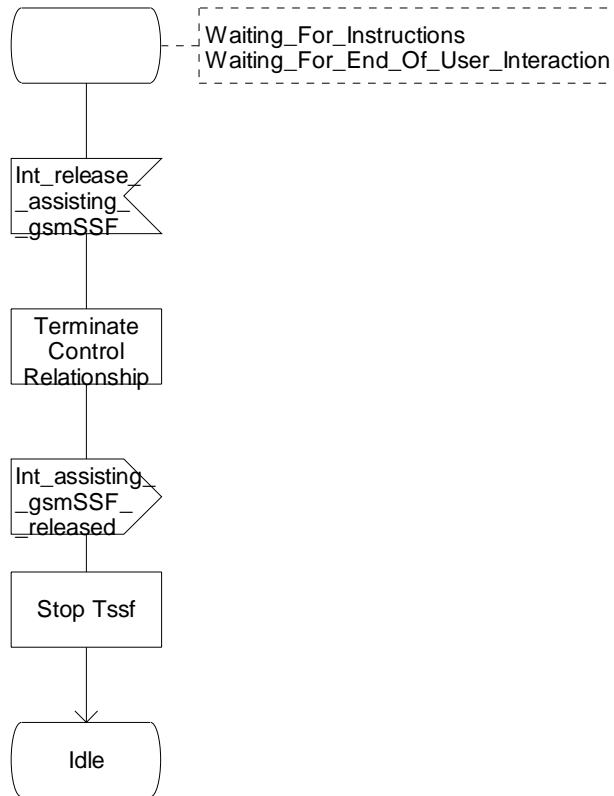 Waiting_For_Instructions
Waiting_For_End_Of_User_Interaction
Int_release_
_assisting_
_gsmSSF
Terminate
Control
Relationship
Int_assisting_
_gsmSSF_
_released
Stop Tssf
Idle